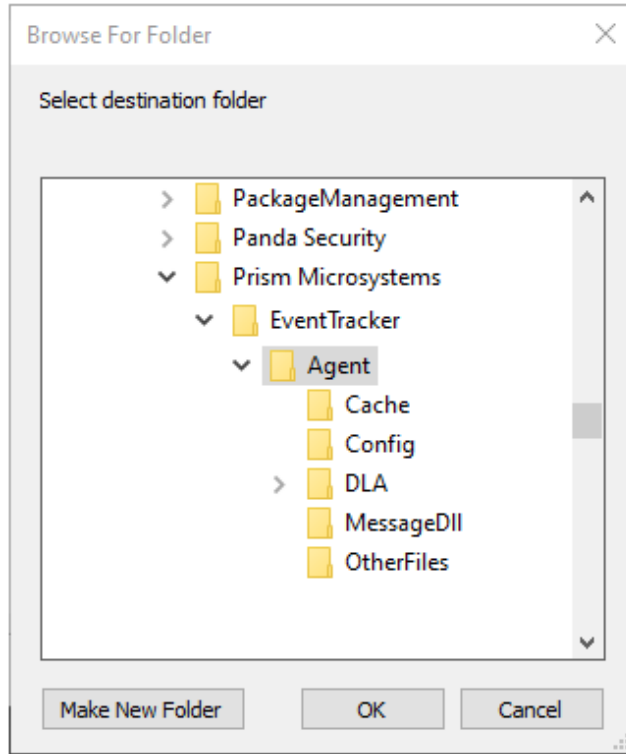 Browse For Folder
Select destination folder
PackageManagement
Panda Security
Prism Microsystems
EventTracker
Agent
Cache
Config
DLA
MessageDll
OtherFiles
Make New Folder OK Cancel